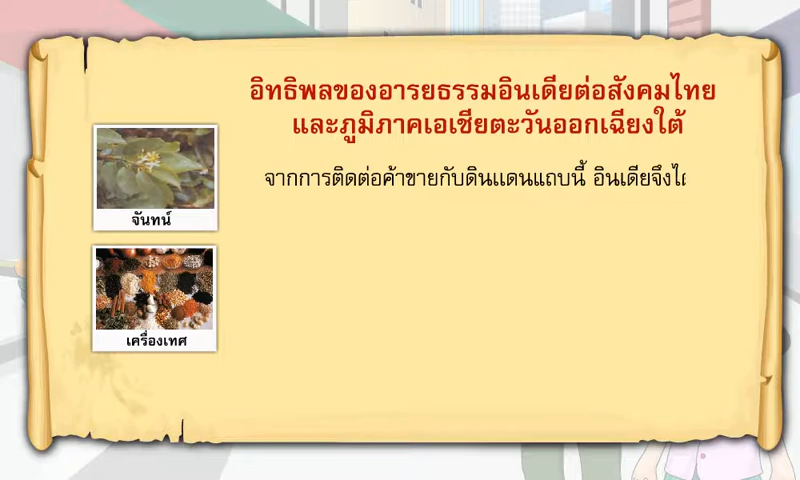 อิทธิพลของอารยธรรมอินเดียต่อสังคมไทย
และภูมิภาคเอเชียตะวันออกเฉียงใต้
จากการติดต่อค้าขายกับดินแดนแถบนี้ อินเดียจึง
จันทน์
เครื่องเทศ